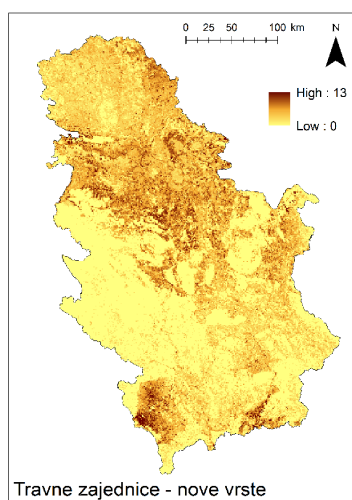 0 25 50 100 km
N
High : 13
Low : 0
Travne zajednice - nove vrste